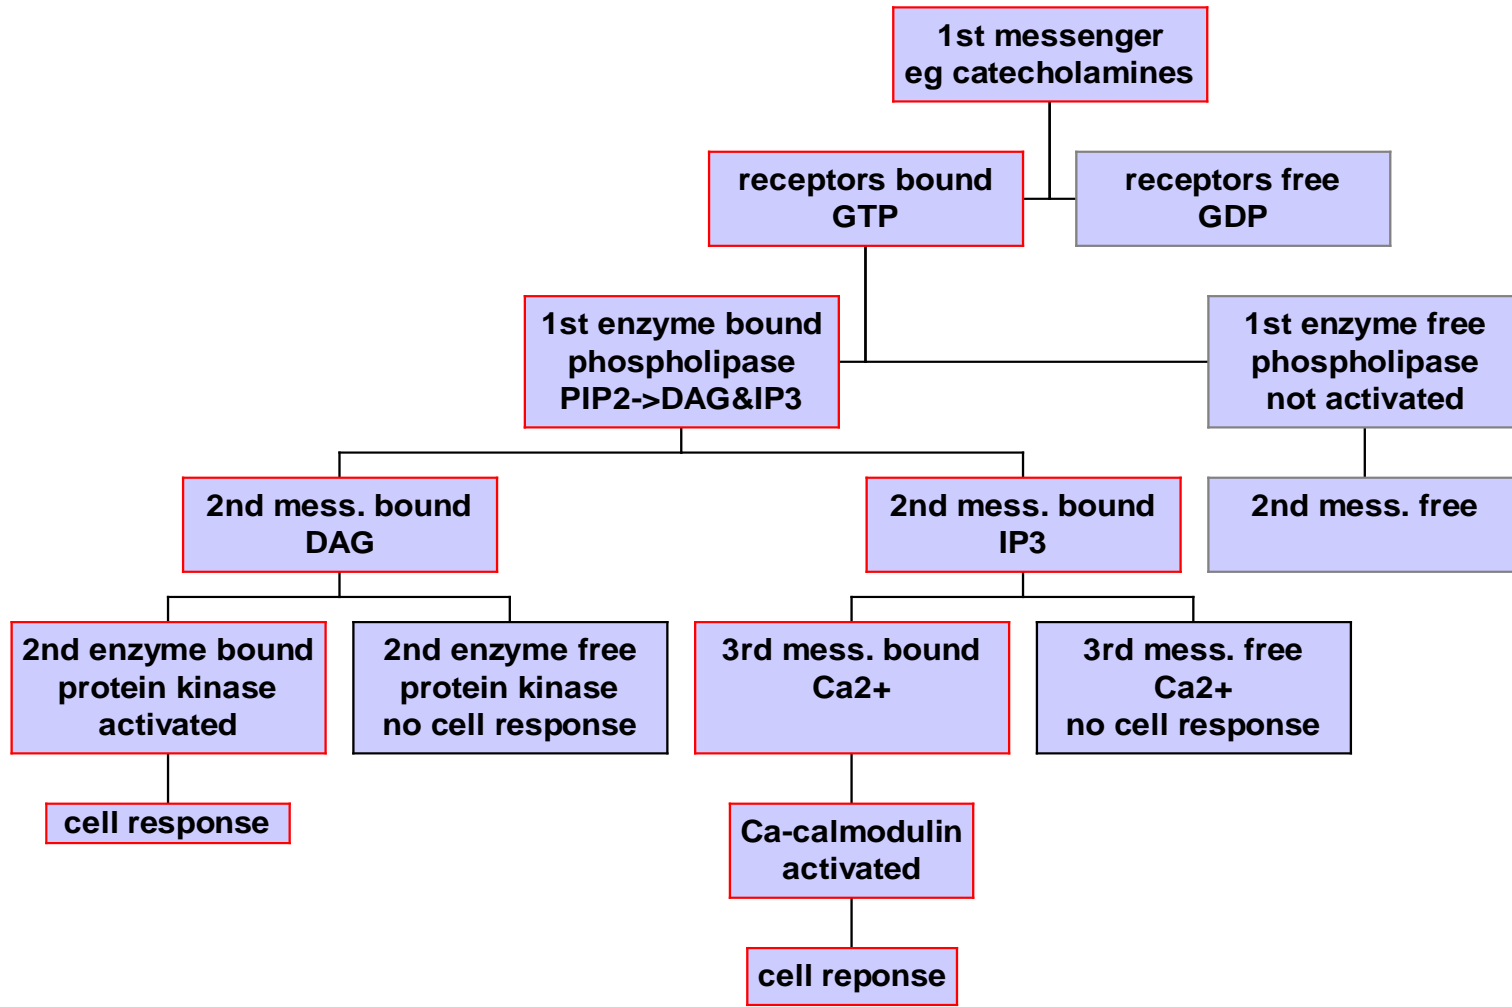 1st messenger
eg catecholamines
receptors bound
GTP
receptors free
GDP
1st enzyme bound
phospholipase
PIP2->DAG&IP3
1st enzyme free
phospholipase
not activated
2nd mess. bound
DAG
2nd mess. bound
IP3
2nd mess. free
2nd enzyme bound
protein kinase
activated
2nd enzyme free
protein kinase
no cell response
3rd mess. bound
Ca2+
3rd mess. free
Ca2+
no cell response
cell response
Ca-calmodulin
activated
cell reponse